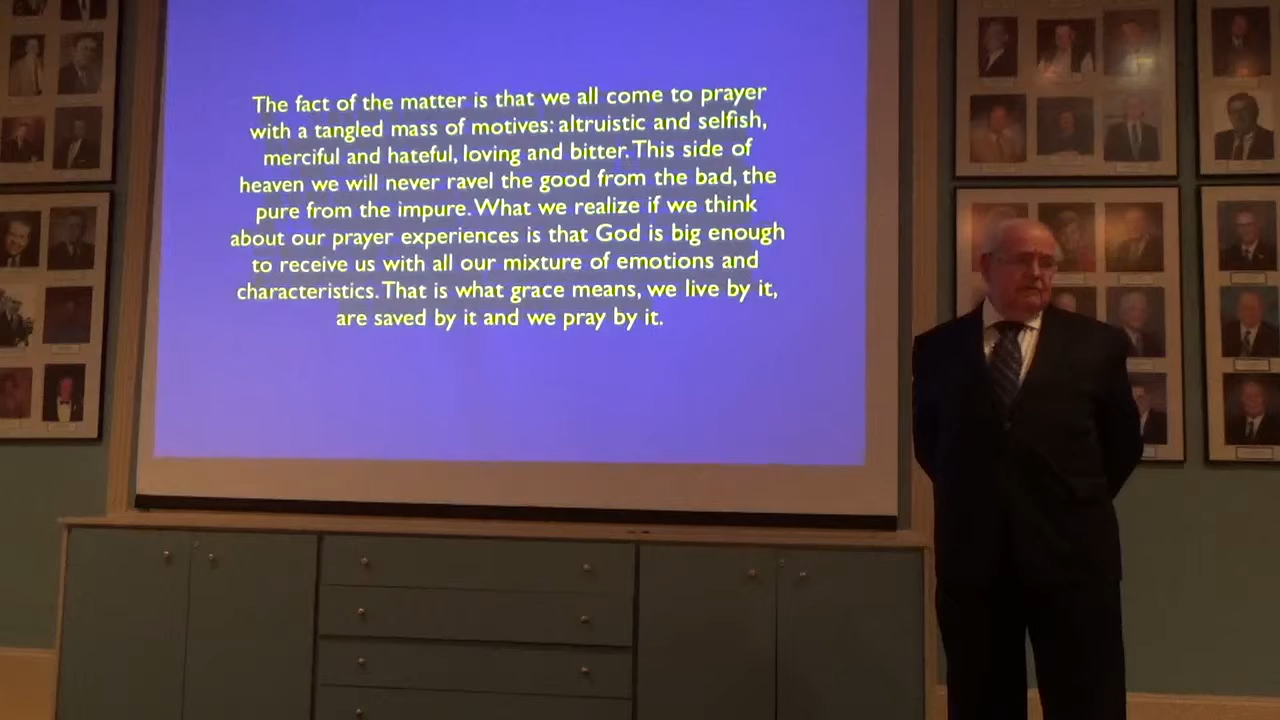 The fact of the matter is that we all come to prayer
with a tangled mass of motives: altruistic and selfish,
merciful and hateful, loving and bitter. This side of
heaven we will never ravel the good from the bad, the
pure from the impure. What we realize if we think
about our prayer experiences is that God is big enough
to receive us with all our mixture of emotions and
characteristics. That is what grace means, we live by it,
are saved by it and we pray by it.